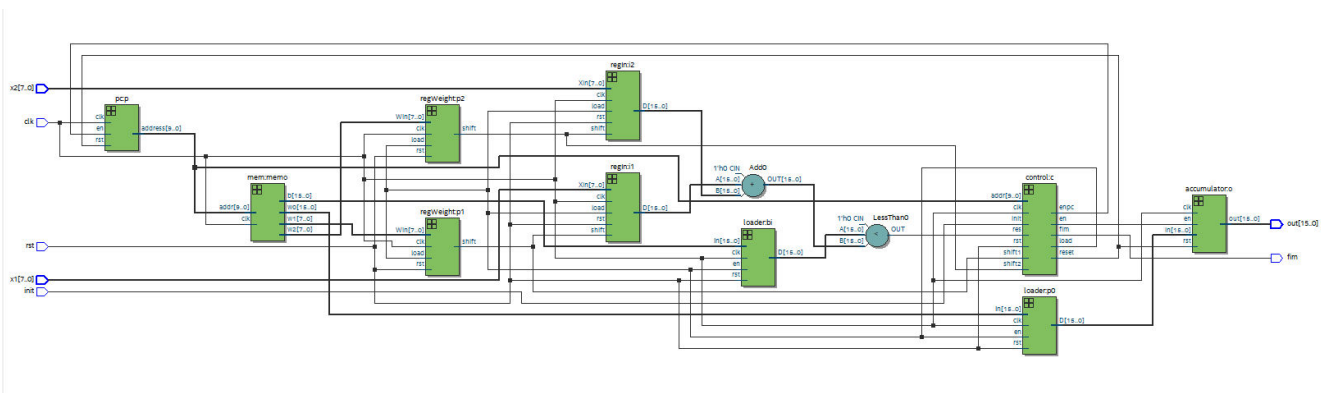 x2[7..0]
clk
rst
x1[7..0]
init
pc:p
clk
en
rst
address[9..0]
mem:memo
addr[9..0]
clk
b[15..0]
w0[15..0]
w1[7..0]
w2[7..0]
regWeight:p2
Win[7..0]
clk
load
rst
shift
regWeight:p1
Win[7..0]
clk
load
rst
shift
regIn:i2
Xin[7..0]
clk
load
rst
shift
D[15..0]
regIn:i1
Xin[7..0]
clk
load
rst
shift
D[15..0]
Add0
1'h0 CIN
A[15..0]
B[15..0]
OUT[15..0]
loader:bi
In[15..0]
clk
en
rst
D[15..0]
LessThan0
1'h0 CIN
A[15..0]
B[15..0]
OUT
control:c
addr[9..0]
clk
init
res
rst
shift1
shift2
enpc
en
fim
load
reset
loader:p0
In[15..0]
clk
en
rst
D[15..0]
accumulator:o
clk
en
In[15..0]
rst
out[15..0]
out[15..0]
fim